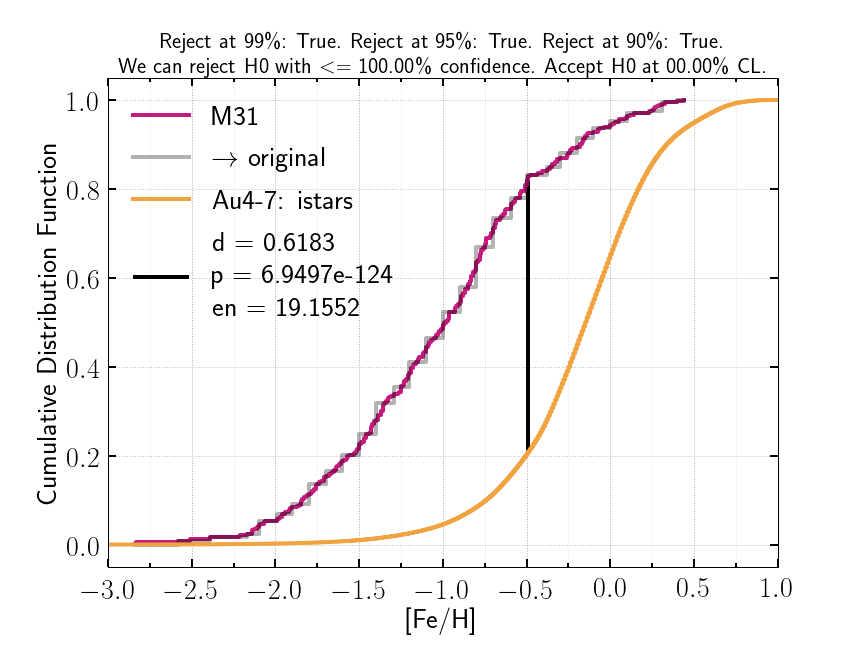 Reject at 99%: True. Reject at 95%: True. Reject at 90%: True.
We can reject H0 with <= 100.00% confidence. Accept H0 at 00.00% CL.
M31
→ original
Au4-7: istars
d = 0.6183
p = 6.9497e-124
en = 19.1552
Cumulative Distribution Function
1.0
0.8
0.6
0.4
0.2
0.0
−3.0 −2.5 −2.0 −1.5 −1.0 −0.5 0.0 0.5 1.0
[Fe/H]